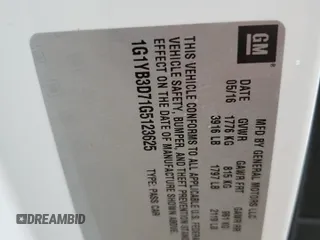 GM
MFD BY GENERAL MOTORS LLC
DATE GVWR GAWR FRT GAWR RR
05/16 1776 KG 815 KG 961 KG
3916 LB 1797 LB 2119 LB
THIS VEHICLE CONFORMS TO ALL APPLICABLE U.S. FEDERAL
VEHICLE SAFETY, BUMPER, AND THEFT PREVENTION STANDARDS IN
EFFECT ON THE DATE OF MANUFACTURE SHOWN ABOVE.
1G1YB3D71G5123625 TYPE: PASS CAR
DREAMBID